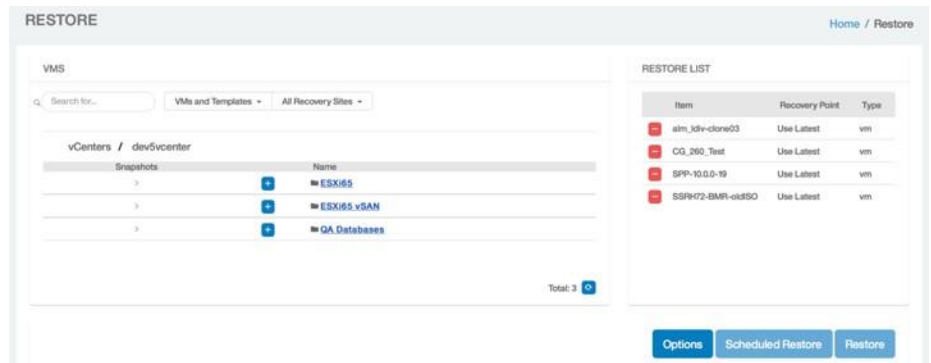 RESTORE
Home / Restore
VMS
Search for...
VMs and Templates
All Recovery Sites
vCenters / dev5vcenter
Snapshots Name
ESXi65
ESXi65 vSAN
QA Databases
Total: 3
RESTORE LIST
Item Recovery Point Type
alm_ldiv-clone03 Use Latest vm
CG_260_Test Use Latest vm
SPP-10.0.0-19 Use Latest vm
SSRH72-BMR-oldISO Use Latest vm
Options Scheduled Restore Restore